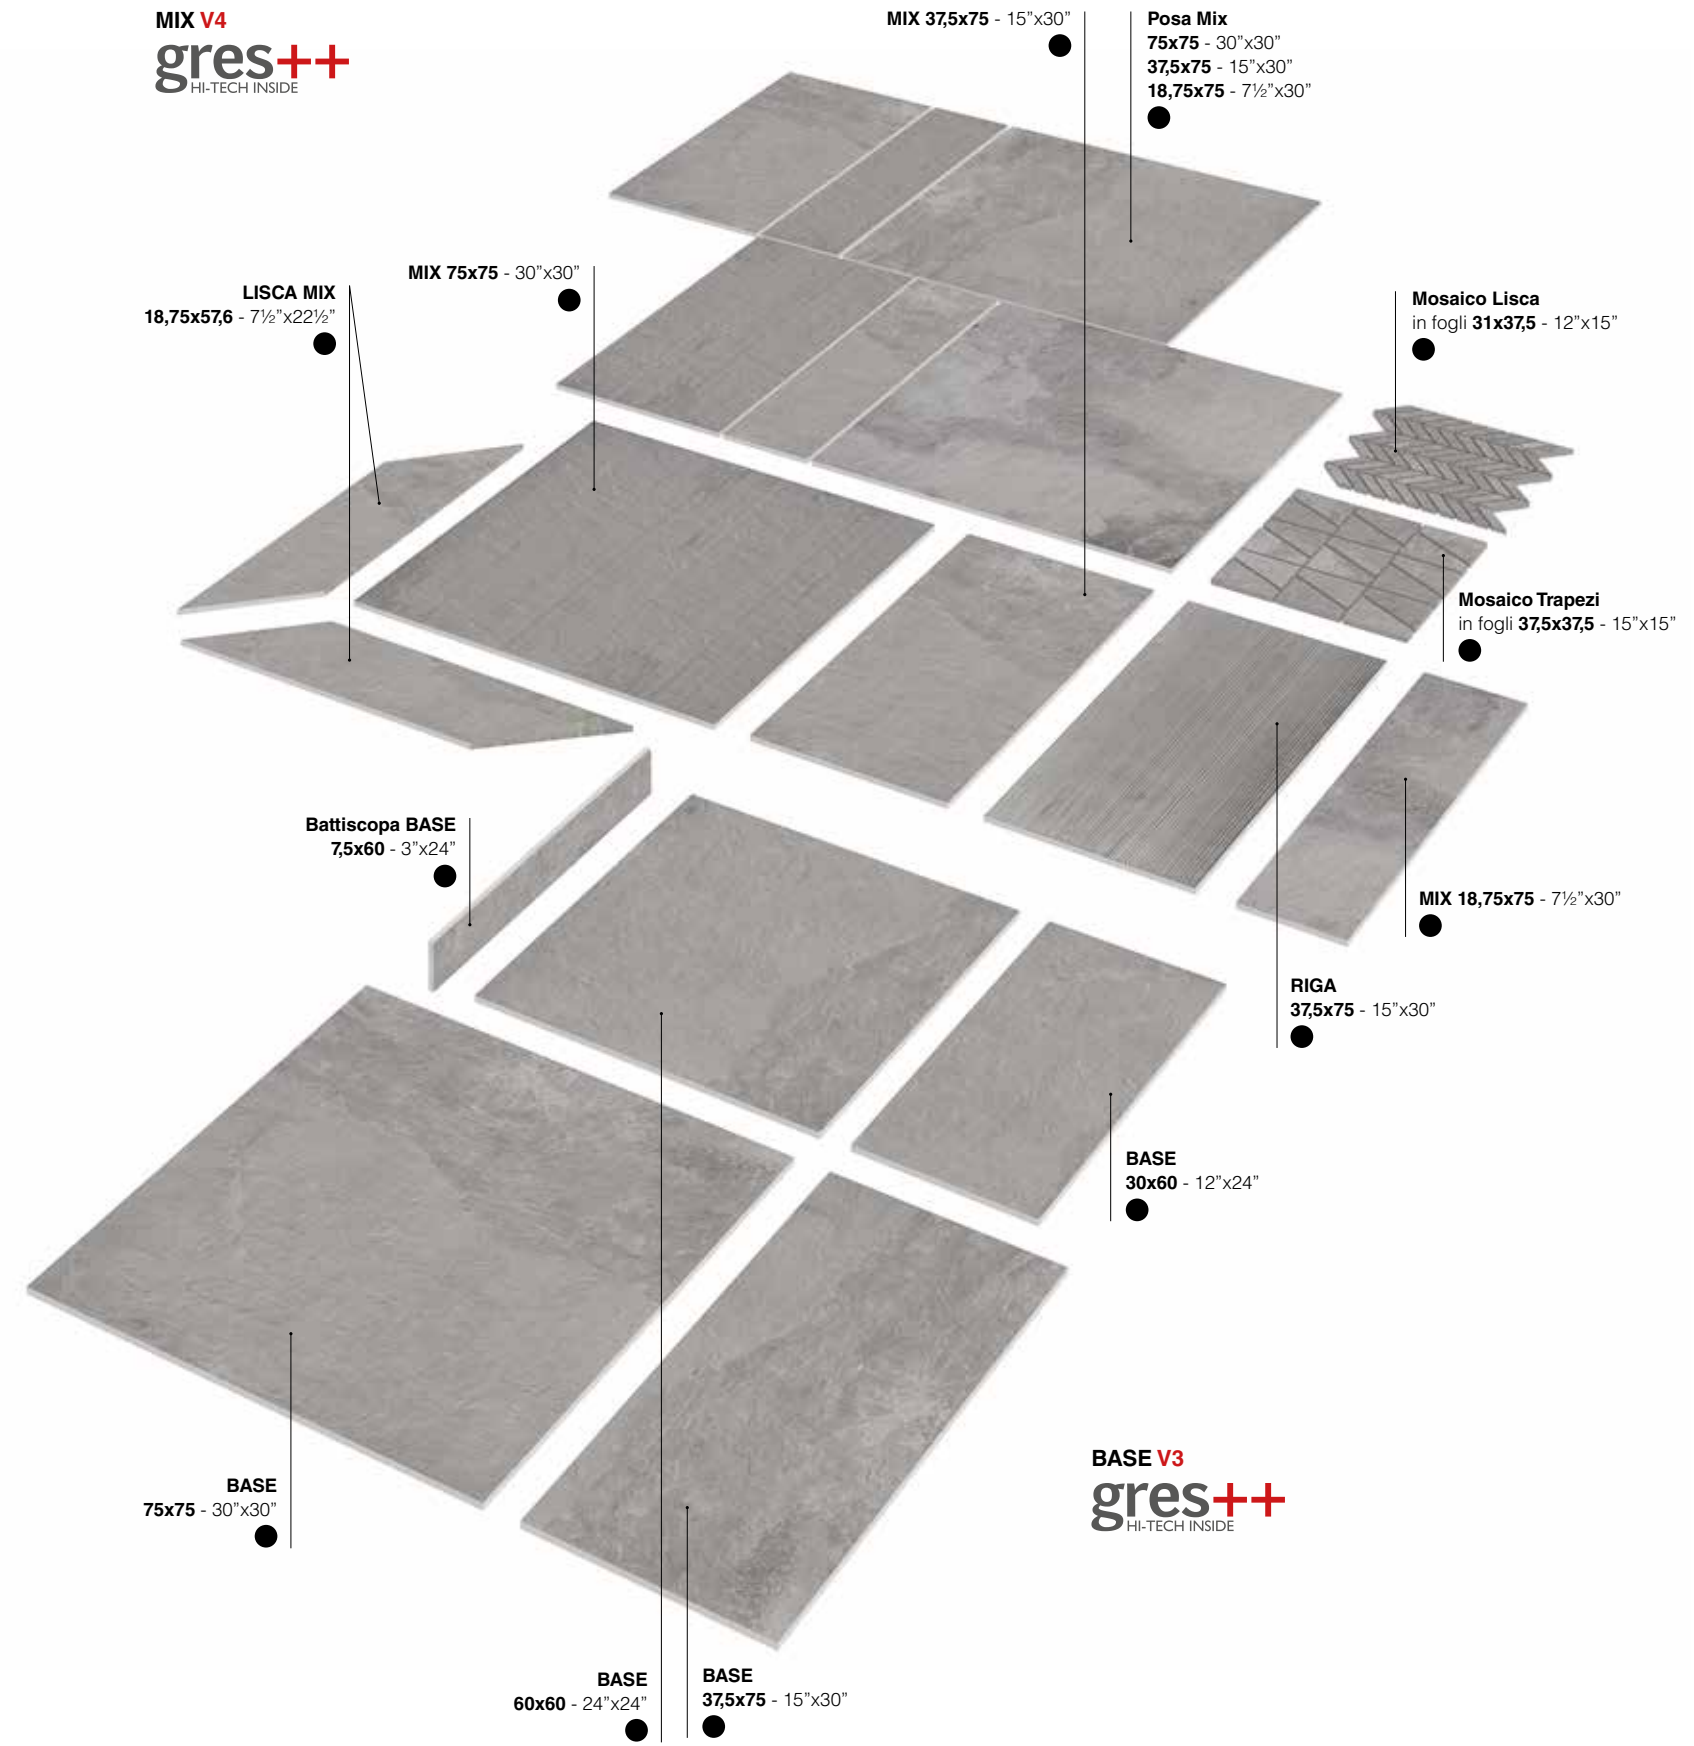 MIX V4
gres++
HI-TECH INSIDE
MIX 37,5x75 - 15”x30”
Posa Mix
75x75 - 30”x30”
37,5x75 - 15”x30”
18,75x75 - 7½”x30”
LISCA MIX
18,75x57,6 - 7½”x22½”
MIX 75x75 - 30”x30”
Mosaico Lisca
in fogli 31x37,5 - 12”x15”
Mosaico Trapezi
in fogli 37,5x37,5 - 15”x15”
Battiscopa BASE
7,5x60 - 3”x24”
MIX 18,75x75 - 7½”x30”
RIGA
37,5x75 - 15”x30”
BASE
30x60 - 12”x24”
BASE
75x75 - 30”x30”
BASE V3
gres++
HI-TECH INSIDE
BASE
60x60 - 24”x24”
BASE
37,5x75 - 15”x30”